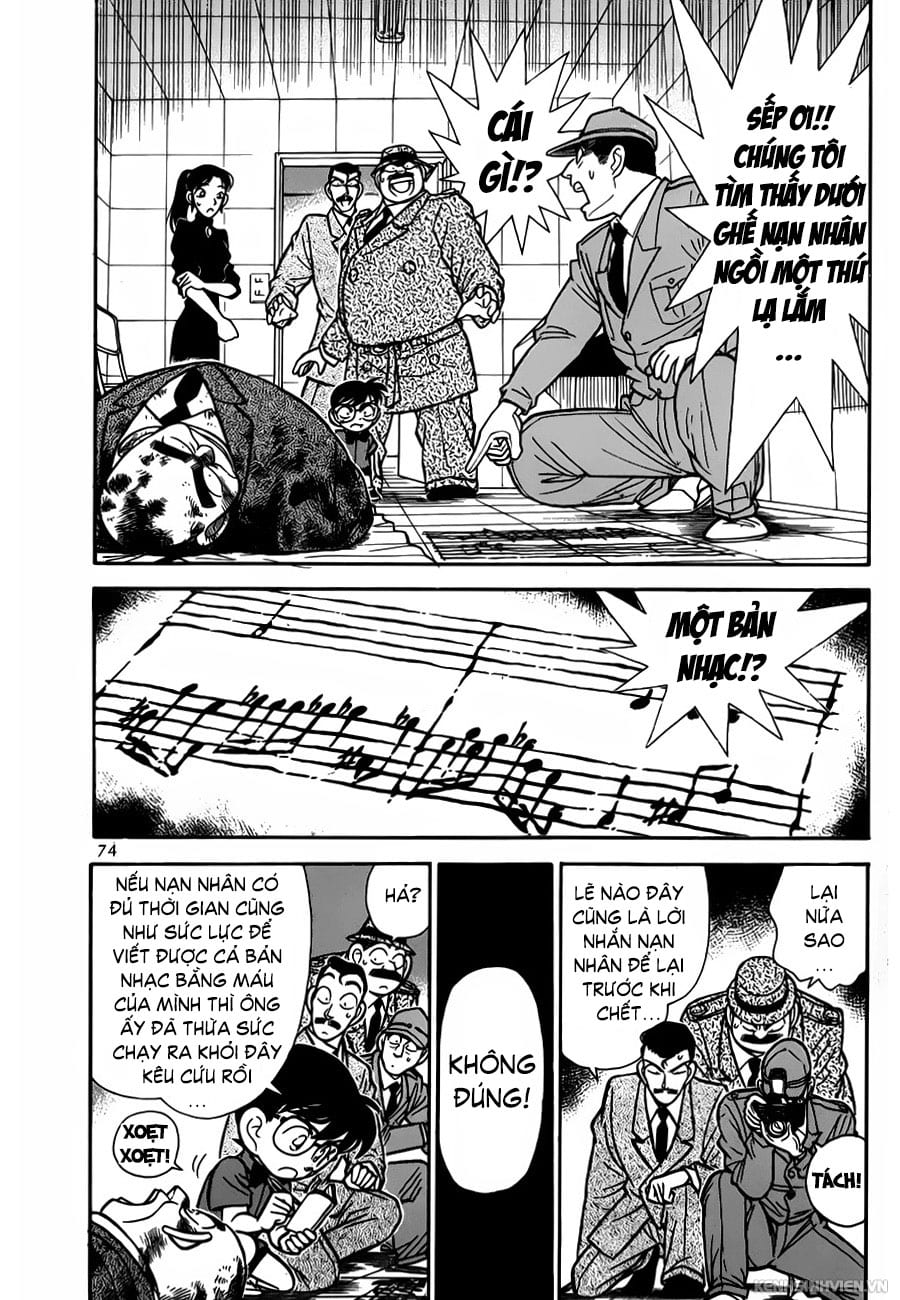 SẾP ƠI!!
CHÚNG TÔI
TÌM THẤY DƯỚI
GHẾ NẠN NHÂN
NGỒI MỘT THỨ
LẠ LẮM
...
CÁI
GÌ!?
MỘT BẢN
NHẠC!?
74
LẠI
NỮA
SAO
...
LẼ NÀO ĐÂY
CŨNG LÀ LỜI
NHẮN NẠN
NHÂN ĐỂ LẠI
TRƯỚC KHI
CHẾT...
TÁCH!
KHÔNG
ĐÚNG!
HẢ?
NẾU NẠN NHÂN CÓ
ĐỦ THỜI GIAN CŨNG
NHƯ SỨC LỰC ĐỂ
VIẾT ĐƯỢC CẢ BẢN
NHẠC BẰNG MÁU
CỦA MÌNH THÌ ÔNG
ẤY ĐÃ THỪA SỨC
CHẠY RA KHỎI ĐÂY
KÊU CỨU RỒI
...
XOẸT
XOẸT!
KENHSINHVIEN.VN